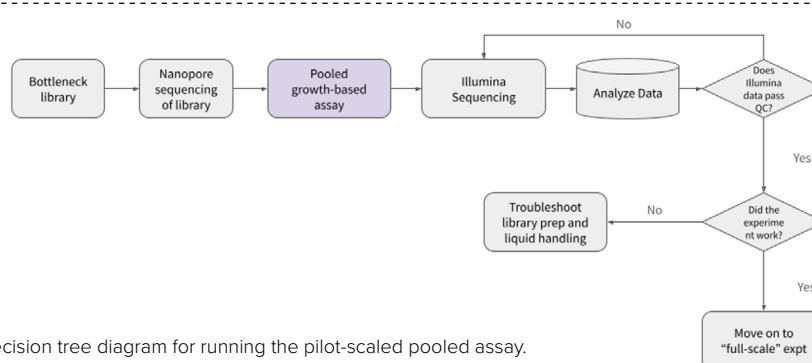 No
Bottleneck
library
Nanopore
sequencing
of library
Pooled
growth-based
assay
Illumina
Sequencing
Analyze Data
Does
Illumina
data pass
QC?
Yes
Troubleshoot
library prep and
liquid handling
No
Did the
experime
nt work?
Yes
Move on to
“full-scale” expt
decision tree diagram for running the pilot-scaled pooled assay.